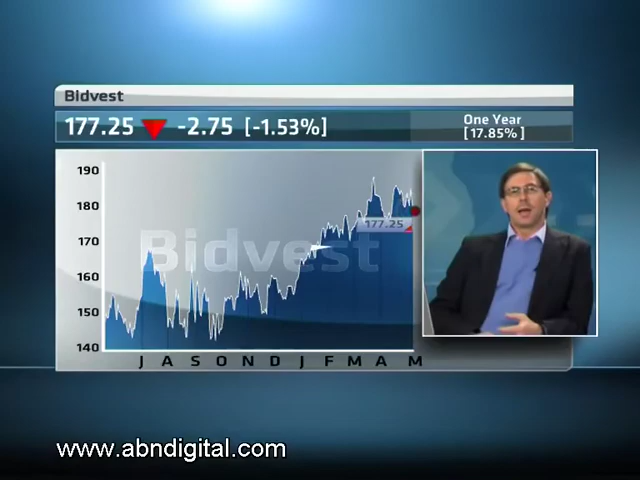 Bidvest
177.25 -2.75 [-1.53%]
One Year
[17.85%]
190
180
170
160
150
140
Bidvest
177.25
J A S O N D J F M A M
www.abndigital.com